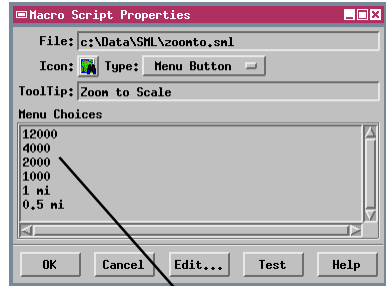 Macro Script Properties
File: c:\Data\SML\zoomto.sml
Icon: Type: Menu Button
ToolTip: Zoom to Scale
Menu Choices
12000
4000
2000
1000
1 mi
0.5 mi
OK Cancel Edit... Test Help